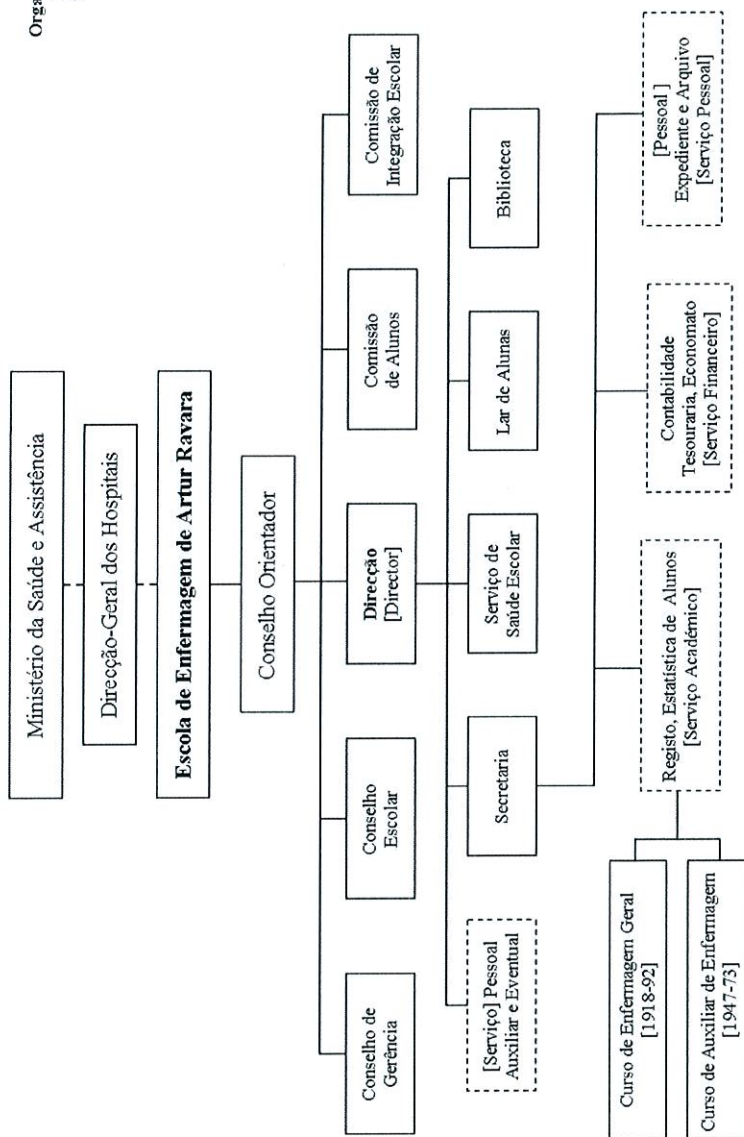 Ministério da Saúde e Assistência
Direcção-Geral dos Hospitais
Escola de Enfermagem de Artur Ravara
Conselho Orientador
Conselho de
Gerência
Conselho
Escolar
Direcção
[Director]
Comissão
de Alunos
Comissão de
Integração Escolar
[Serviço] Pessoal
Auxiliar e Eventual
Secretaria
Serviço de
Saúde Escolar
Lar de Alunas
Biblioteca
Registo, Estatística de Alunos
[Serviço Académico]
Contabilidade
Tesouraria, Economato
[Serviço Financeiro]
[Pessoal ]
Expediente e Arquivo
[Serviço Pessoal]
Curso de Enfermagem Geral
[1918-92]
Curso de Auxiliar de Enfermagem
[1947-73]